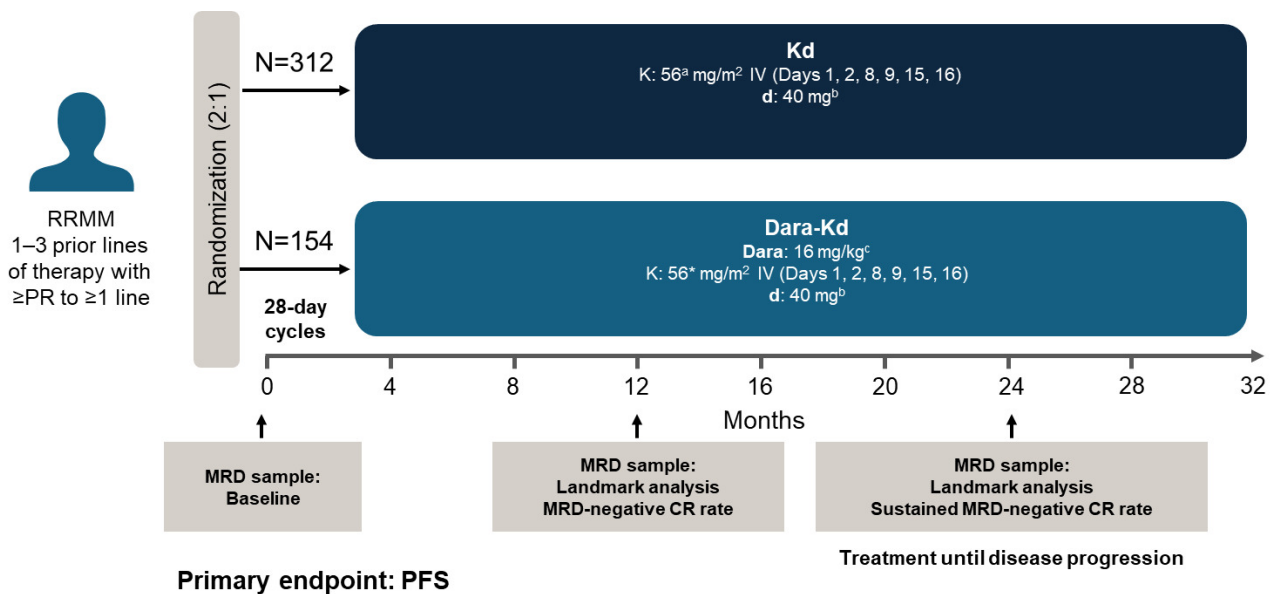 RRMM
1–3 prior lines
of therapy with
≥PR to ≥1 line
Randomization (2:1)
N=312
Kd
K: 56ᵃ mg/m² IV (Days 1, 2, 8, 9, 15, 16)
d: 40 mgᵇ
N=154
Dara-Kd
Dara: 16 mg/kgᶜ
K: 56* mg/m² IV (Days 1, 2, 8, 9, 15, 16)
d: 40 mgᵇ
28-day
cycles
0 4 8 12 16 20 24 28 32
Months
MRD sample:
Baseline
MRD sample:
Landmark analysis
MRD-negative CR rate
MRD sample:
Landmark analysis
Sustained MRD-negative CR rate
Treatment until disease progression
Primary endpoint: PFS